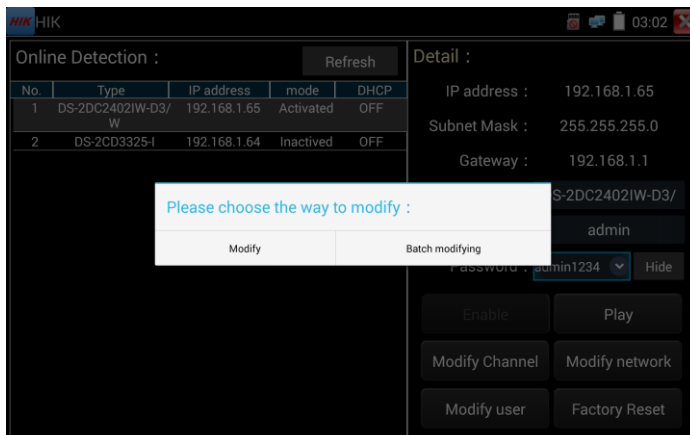 HIK HIK 03:02
Online Detection : Refresh
No. Type IP address mode DHCP
1 DS-2DC2402IW-D3/W 192.168.1.65 Activated OFF
2 DS-2CD3325-I 192.168.1.64 Inactived OFF
Detail :
IP address : 192.168.1.65
Subnet Mask : 255.255.255.0
Gateway : 192.168.1.1
S-2DC2402IW-D3/
admin
Password : admin1234 Hide
Please choose the way to modify :
Modify Batch modifying
Enable Play
Modify Channel Modify network
Modify user Factory Reset